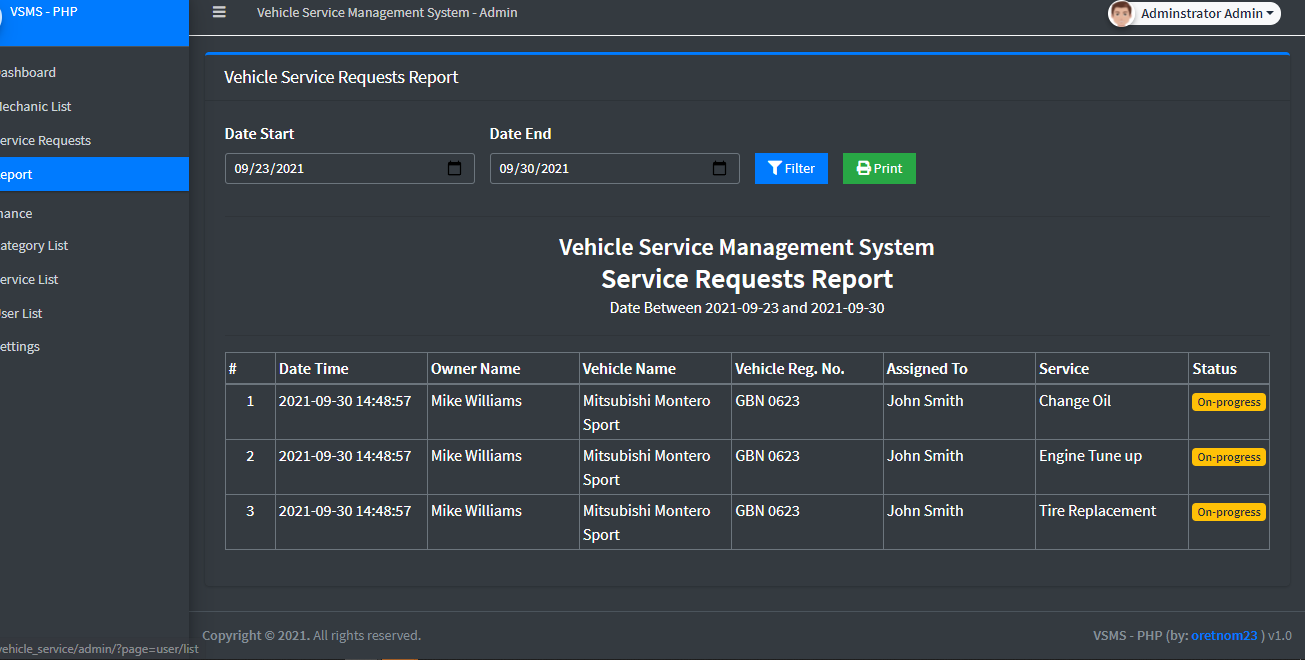 VSMS - PHP
Vehicle Service Management System - Admin
Adminstrator Admin
ashboard
echanic List
ervice Requests
eport
nance
ategory List
ervice List
ser List
ettings
Vehicle Service Requests Report
Date Start Date End
09/23/2021 09/30/2021 Filter Print
Vehicle Service Management System
Service Requests Report
Date Between 2021-09-23 and 2021-09-30
# Date Time Owner Name Vehicle Name Vehicle Reg. No. Assigned To Service Status
1 2021-09-30 14:48:57 Mike Williams Mitsubishi Montero GBN 0623 John Smith Change Oil On-progress
Sport
2 2021-09-30 14:48:57 Mike Williams Mitsubishi Montero GBN 0623 John Smith Engine Tune up On-progress
Sport
3 2021-09-30 14:48:57 Mike Williams Mitsubishi Montero GBN 0623 John Smith Tire Replacement On-progress
Sport
Copyright © 2021. All rights reserved.
VSMS - PHP (by: oretnom23 ) v1.0
vehicle_service/admin/?page=user/list